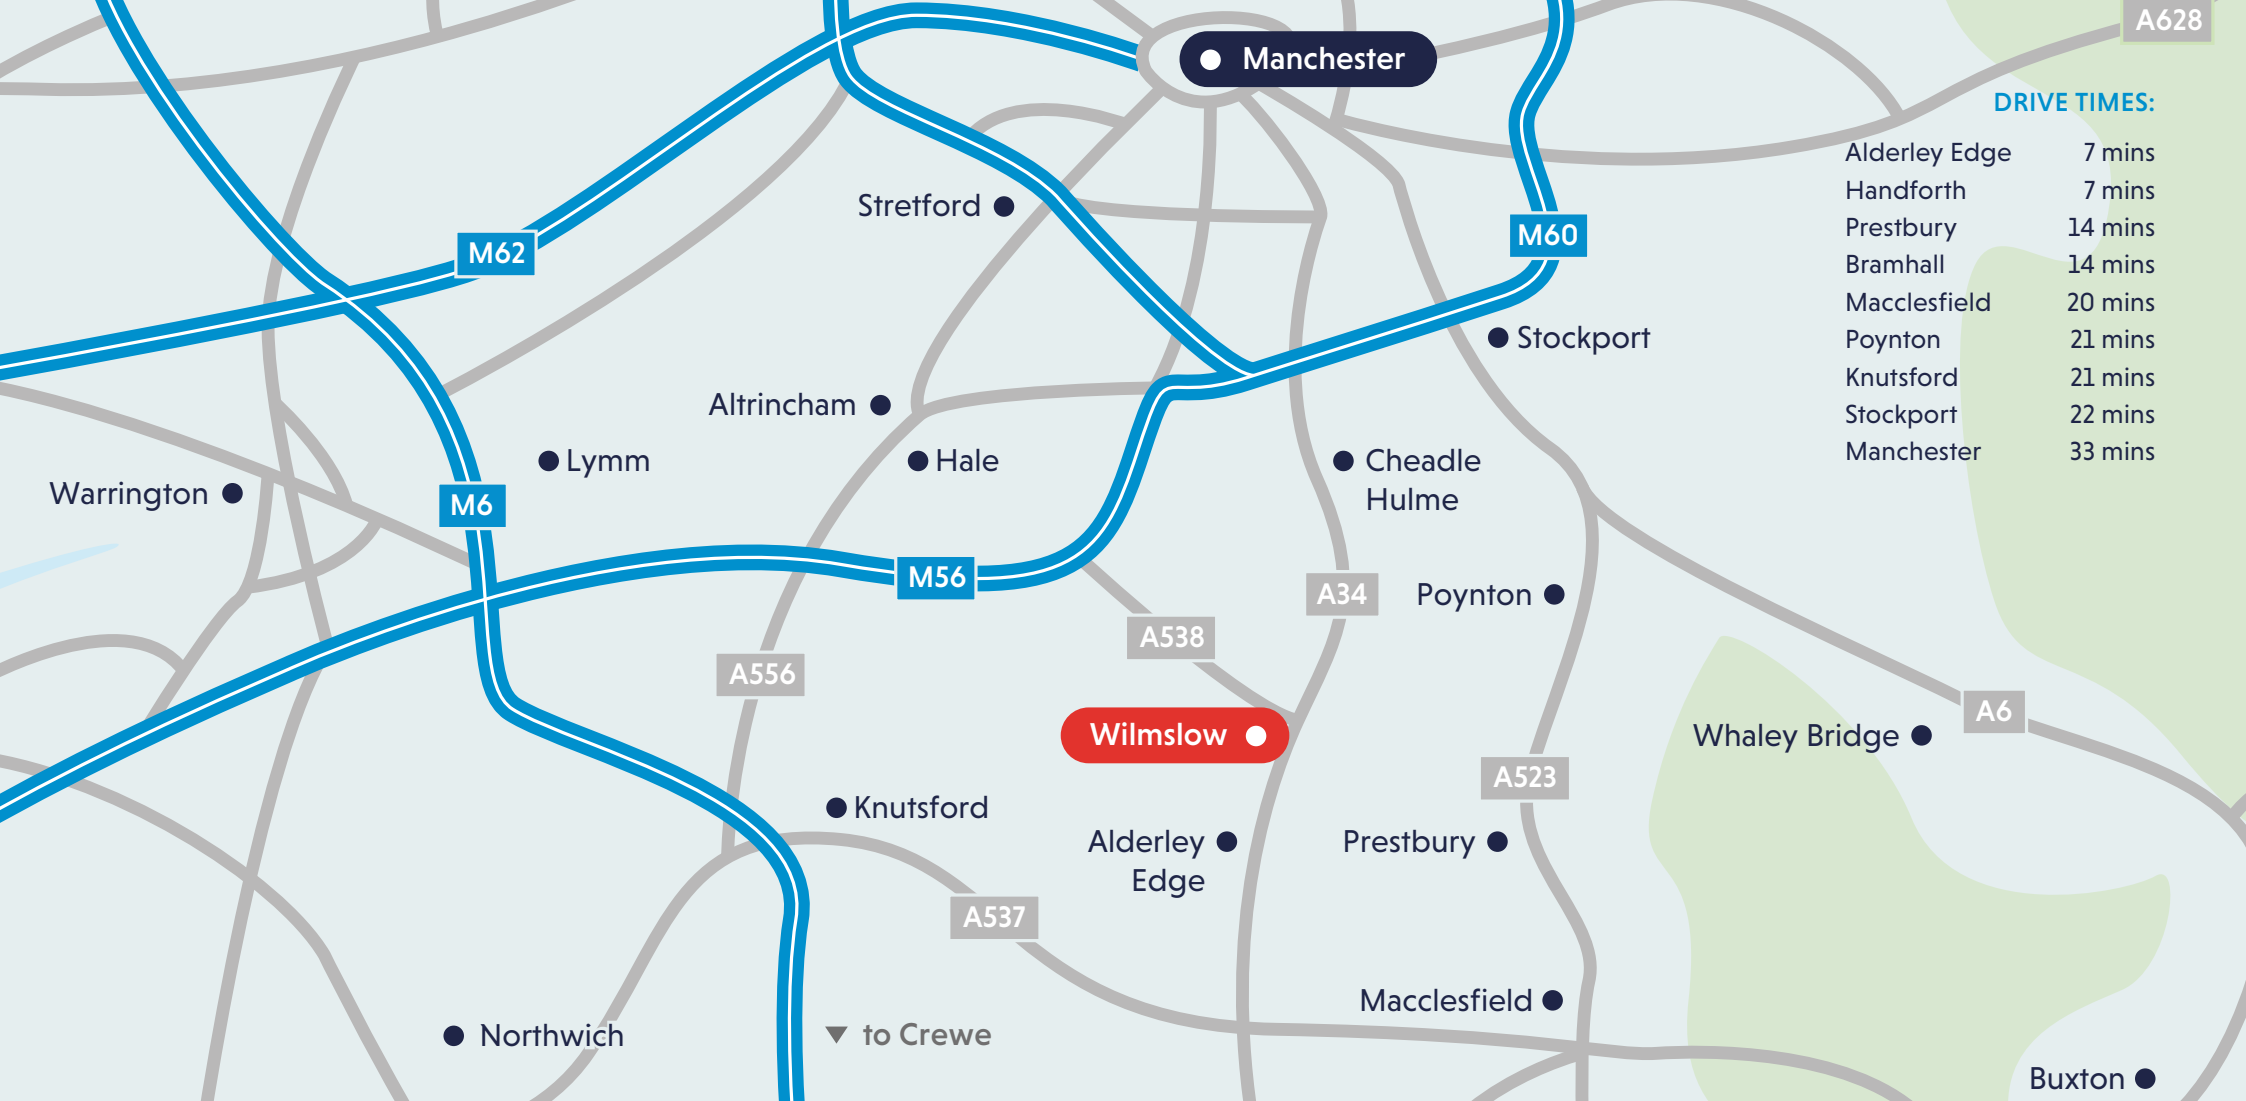 A628
Manchester
DRIVE TIMES:
Alderley Edge 7 mins
Handforth 7 mins
Prestbury 14 mins
Bramhall 14 mins
Macclesfield 20 mins
Poynton 21 mins
Knutsford 21 mins
Stockport 22 mins
Manchester 33 mins
Stretford
M60
M62
Stockport
Altrincham
Lymm
Hale
Cheadle
Hulme
Warrington
M6
M56
A34
Poynton
A538
A556
A6
Wilmslow
Whaley Bridge
A523
Knutsford
Alderley
Edge
Prestbury
A537
Macclesfield
Northwich
to Crewe
Buxton